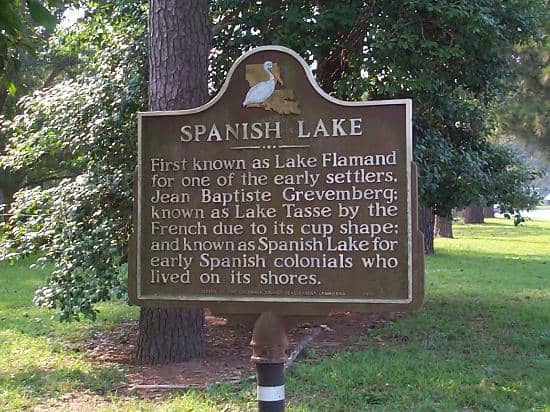 SPANISH LAKE
First known as Lake Flamand
for one of the early settlers,
Jean Baptiste Grevemberg;
known as Lake Tasse by the
French due to its cup shape;
and known as Spanish Lake for
early Spanish colonials who
lived on its shores.